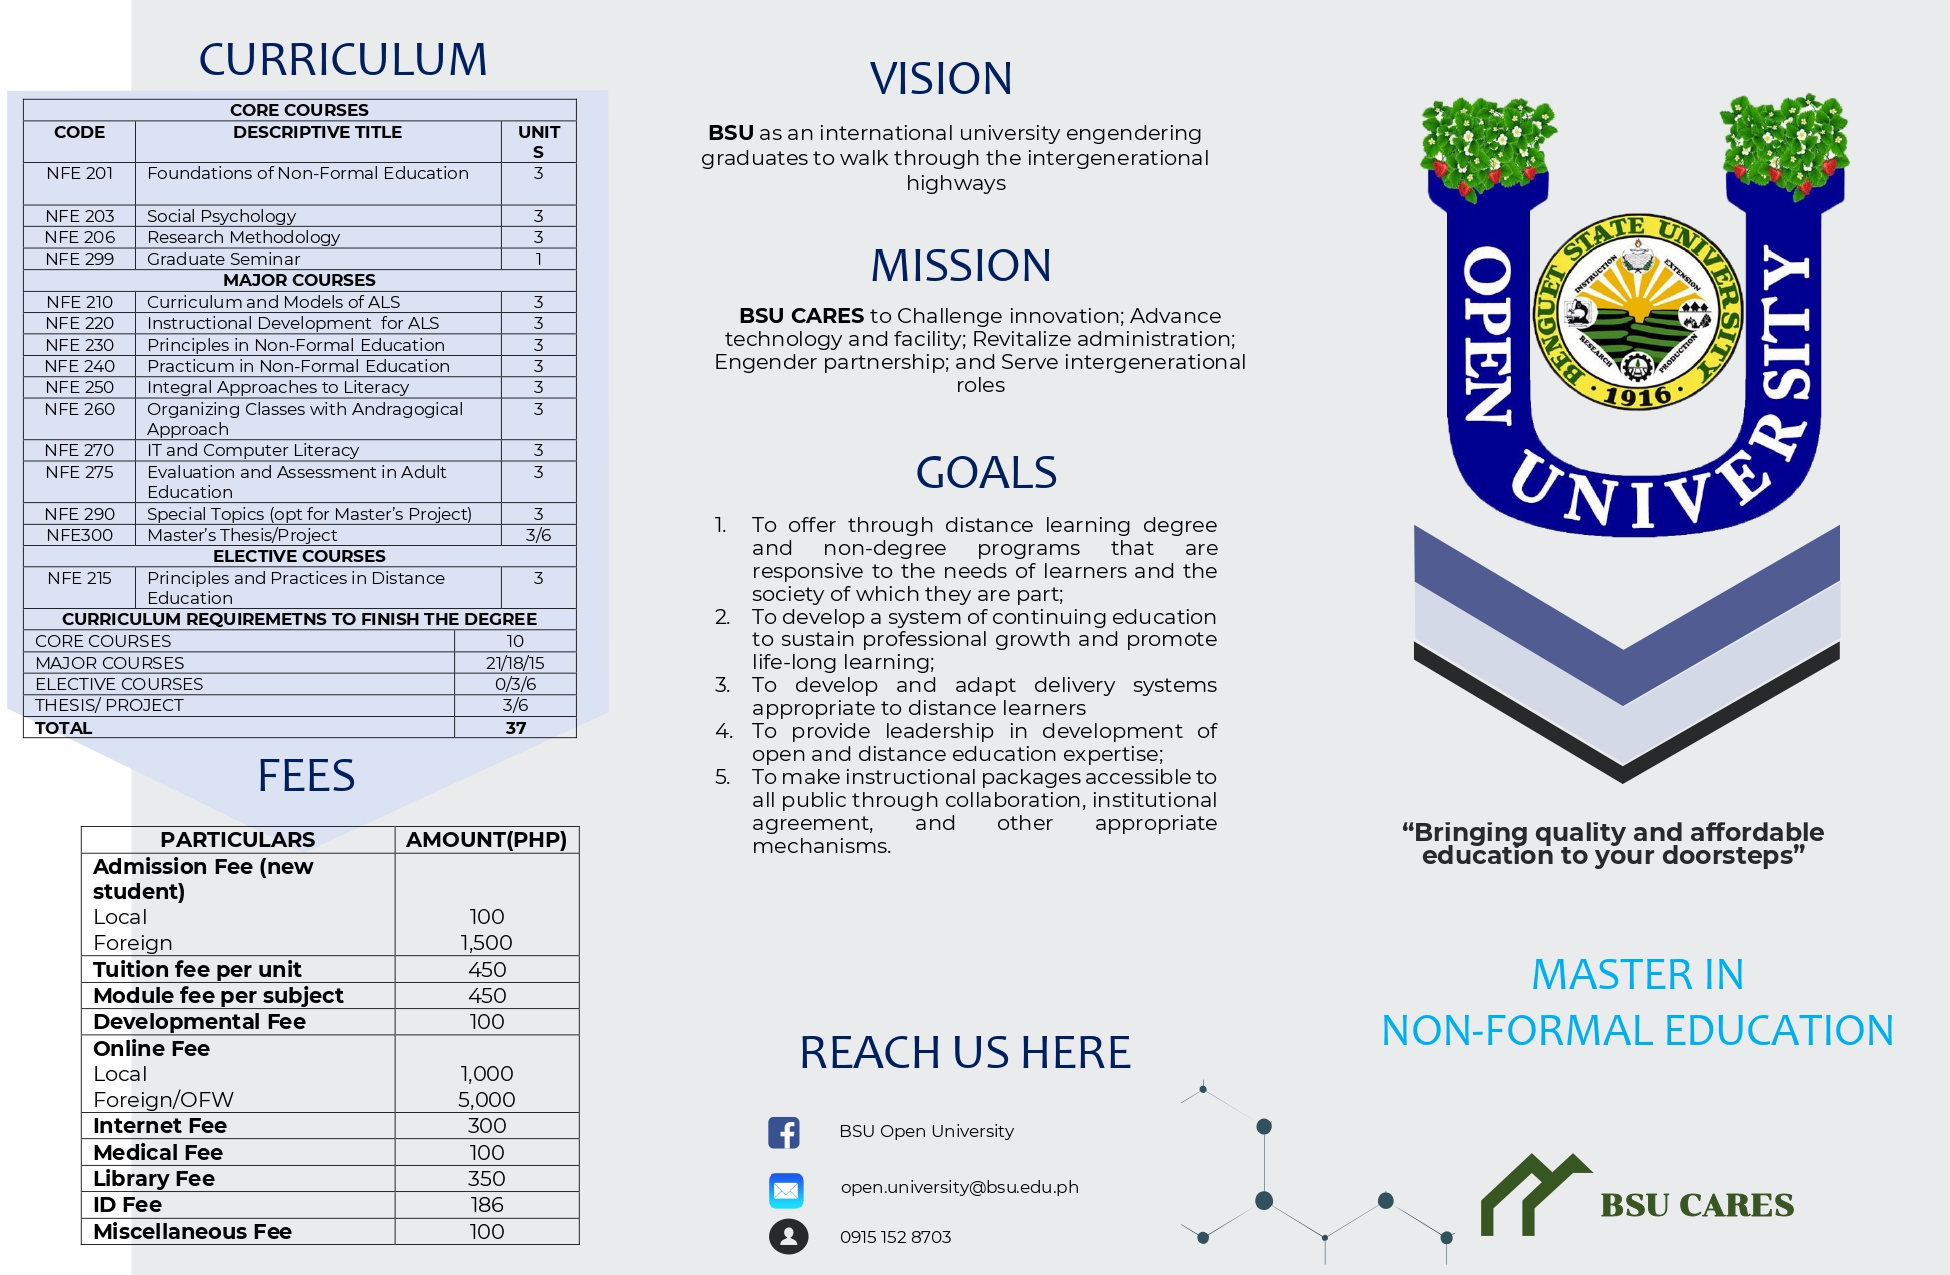 CURRICULUM
CORE COURSES
CODE DESCRIPTIVE TITLE UNIT
S
NFE 201 Foundations of Non-Formal Education 3
NFE 203 Social Psychology 3
NFE 206 Research Methodology 3
NFE 299 Graduate Seminar 1
MAJOR COURSES
NFE 210 Curriculum and Models of ALS 3
NFE 220 Instructional Development for ALS 3
NFE 230 Principles in Non-Formal Education 3
NFE 240 Practicum in Non-Formal Education 3
NFE 250 Integral Approaches to Literacy 3
NFE 260 Organizing Classes with Andragogical 3
Approach
NFE 270 IT and Computer Literacy 3
NFE 275 Evaluation and Assessment in Adult 3
Education
NFE 290 Special Topics (opt for Master’s Project) 3
NFE300 Master’s Thesis/Project 3/6
ELECTIVE COURSES
NFE 215 Principles and Practices in Distance 3
Education
CURRICULUM REQUIREMETNS TO FINISH THE DEGREE
CORE COURSES 10
MAJOR COURSES 21/18/15
ELECTIVE COURSES 0/3/6
THESIS/ PROJECT 3/6
TOTAL 37
FEES
PARTICULARS AMOUNT(PHP)
Admission Fee (new
student)
Local 100
Foreign 1,500
Tuition fee per unit 450
Module fee per subject 450
Developmental Fee 100
Online Fee
Local 1,000
Foreign/OFW 5,000
Internet Fee 300
Medical Fee 100
Library Fee 350
ID Fee 186
Miscellaneous Fee 100
VISION
BSU as an international university engendering
graduates to walk through the intergenerational
highways
MISSION
BSU CARES to Challenge innovation; Advance
technology and facility; Revitalize administration;
Engender partnership; and Serve intergenerational
roles
GOALS
1. To offer through distance learning degree
and non-degree programs that are
responsive to the needs of learners and the
society of which they are part;
2. To develop a system of continuing education
to sustain professional growth and promote
life-long learning;
3. To develop and adapt delivery systems
appropriate to distance learners
4. To provide leadership in development of
open and distance education expertise;
5. To make instructional packages accessible to
all public through collaboration, institutional
agreement, and other appropriate
mechanisms.
REACH US HERE
BSU Open University
open.university@bsu.edu.ph
0915 152 8703
OPEN UNIVERSITY
BENGUET STATE UNIVERSITY
INSTRUCTION
EXTENSION
RESEARCH
PRODUCTION
· 1916 ·
“Bringing quality and affordable
education to your doorsteps”
MASTER IN
NON-FORMAL EDUCATION
BSU CARES